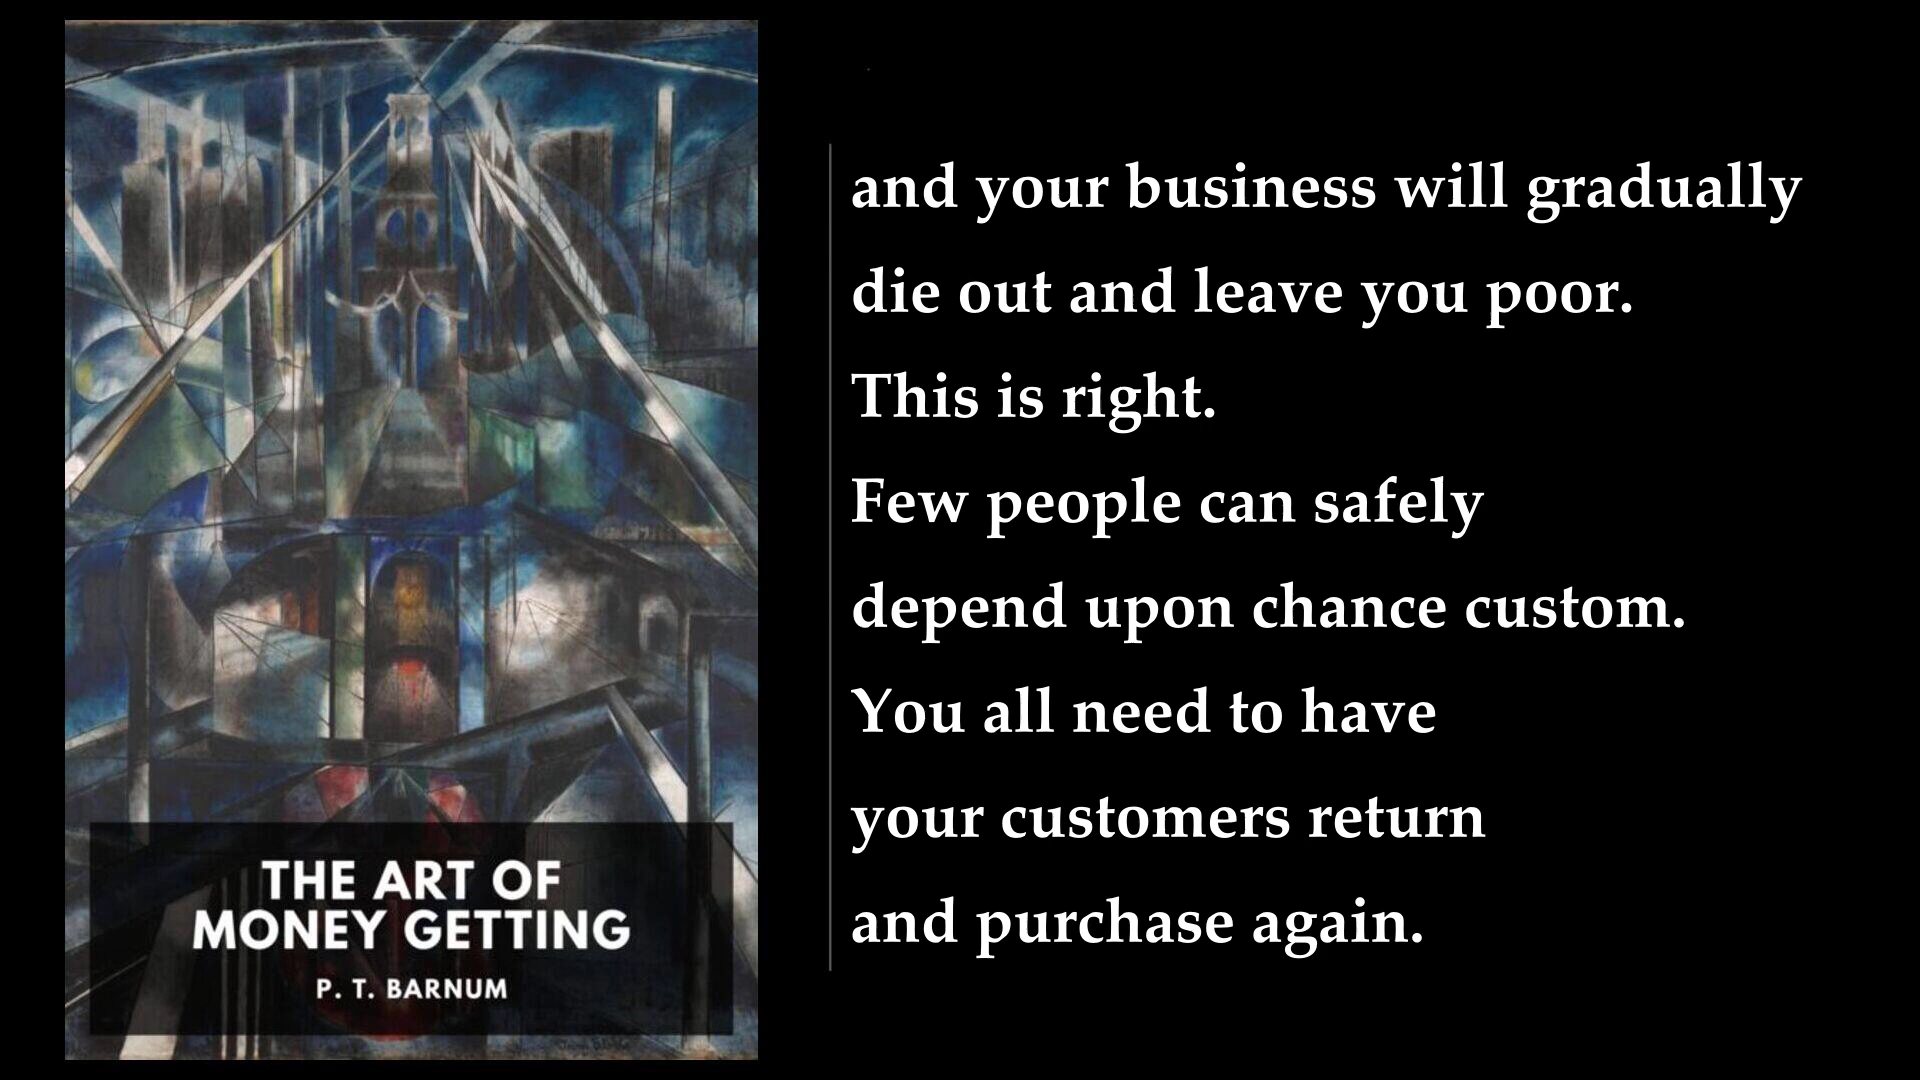 THE ART OF
MONEY GETTING
P. T. BARNUM
and your business will gradually
die out and leave you poor.
This is right.
Few people can safely
depend upon chance custom.
You all need to have
your customers return
and purchase again.